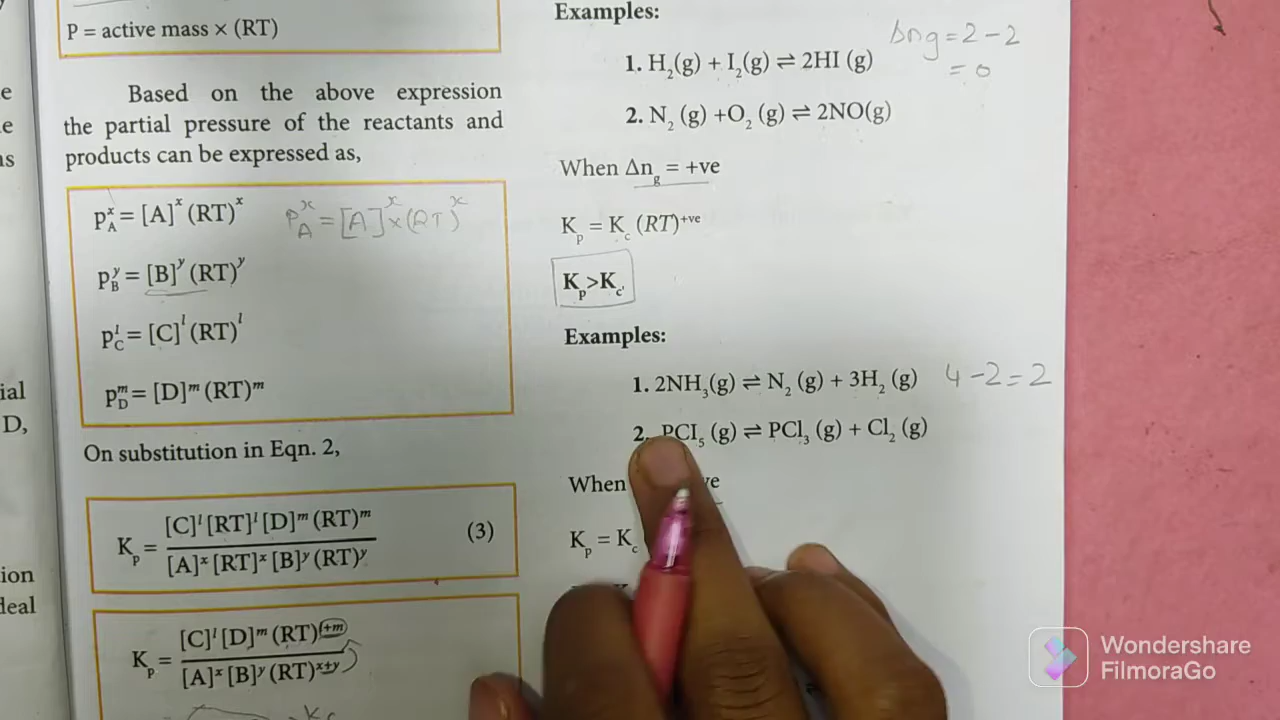 P = active mass × (RT)
Based on the above expression
the partial pressure of the reactants and
products can be expressed as,
p_A^x = [A]^x (RT)^x
P_A^x = [A]^x × (RT)^x
p_B^y = [B]^y (RT)^y
p_C^l = [C]^l (RT)^l
p_D^m = [D]^m (RT)^m
On substitution in Eqn. 2,
K_p = [C]^l [RT]^l [D]^m (RT)^m / [A]^x [RT]^x [B]^y (RT)^y (3)
K_p = [C]^l [D]^m (RT)^l+m / [A]^x [B]^y (RT)^x+y
Examples:
1. H₂(g) + I₂(g) ⇌ 2HI (g)
Δng = 2 - 2
= 0
2. N₂ (g) +O₂ (g) ⇌ 2NO(g)
When Δn_g = +ve
K_p = K_c (RT)^+ve
K_p>K_c
Examples:
1. 2NH₃(g) ⇌ N₂ (g) + 3H₂ (g) 4 - 2 = 2
2. PCl₅ (g) ⇌ PCl₃ (g) + Cl₂ (g)
When
K_p = K_c
ial
D,
ion
deal
Wondershare
FilmoraGo